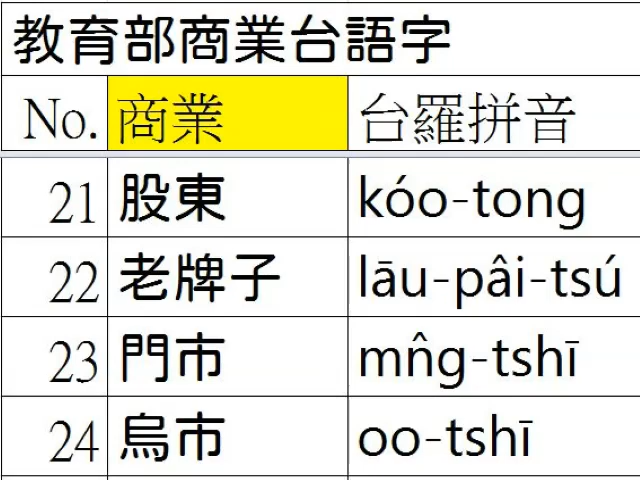 教育部商業台語字
No. 商業 台羅拼音
21 股東 kóo-tong
22 老牌子 lāu-pâi-tsú
23 門市 mn̂g-tshī
24 烏市 oo-tshī